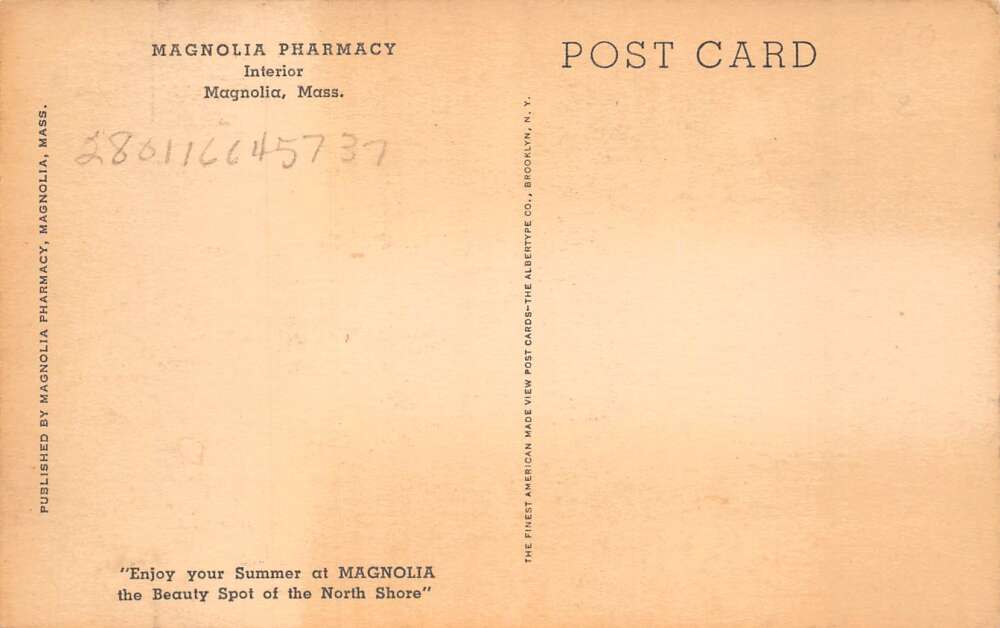 MAGNOLIA PHARMACY
Interior
Magnolia, Mass.
POST CARD
28011664573７
PUBLISHED BY MAGNOLIA PHARMACY, MAGNOLIA, MASS.
THE FINEST AMERICAN MADE VIEW POST CARDS—THE ALBERTYPE CO., BROOKLYN, N. Y.
"Enjoy your Summer at MAGNOLIA
the Beauty Spot of the North Shore"